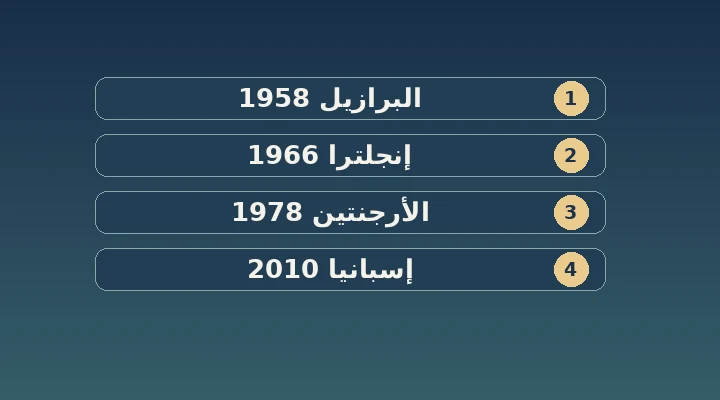 1 البرازيل 1958
2 إنجلترا 1966
3 الأرجنتين 1978
4 إسبانيا 2010